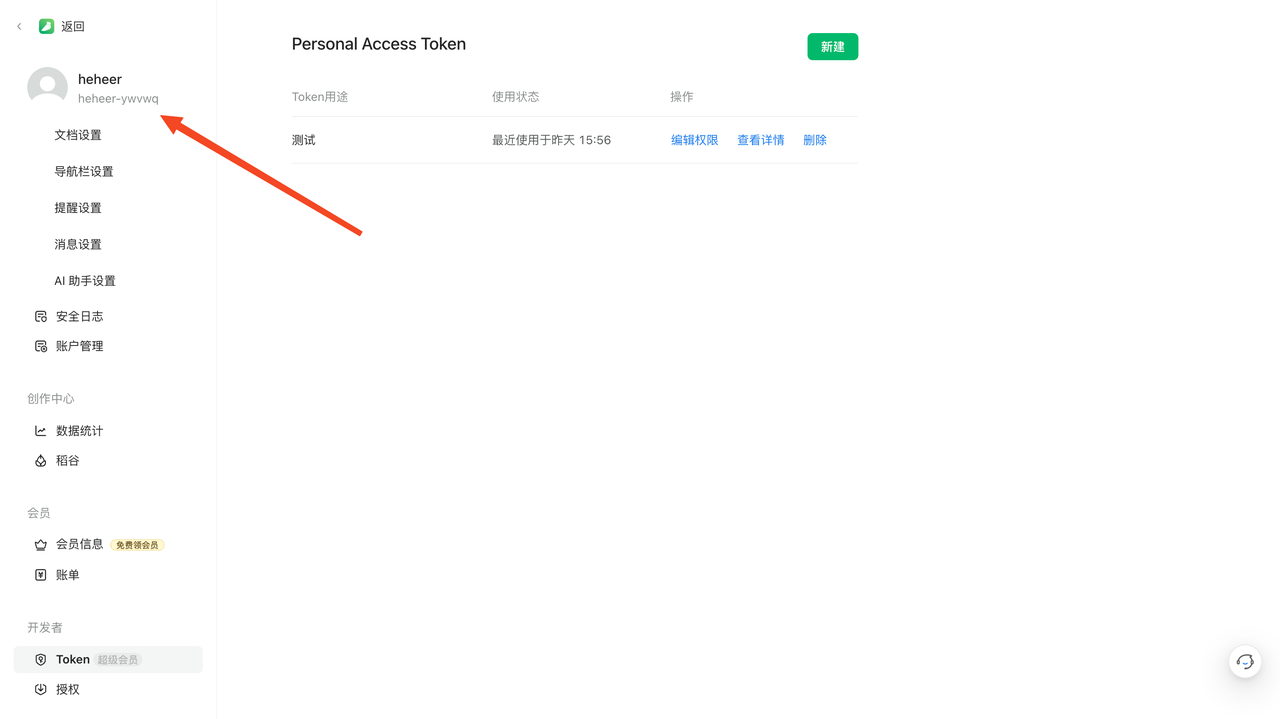 返回
heheer
heheer-ywvwq
文档设置
导航栏设置
提醒设置
消息设置
AI 助手设置
安全日志
账户管理
创作中心
数据统计
稻谷
会员
会员信息 免费领会员
账单
开发者
Token 超级会员
授权
Personal Access Token
新建
Token用途 使用状态 操作
测试 最近使用于昨天 15:56 编辑权限 查看详情 删除